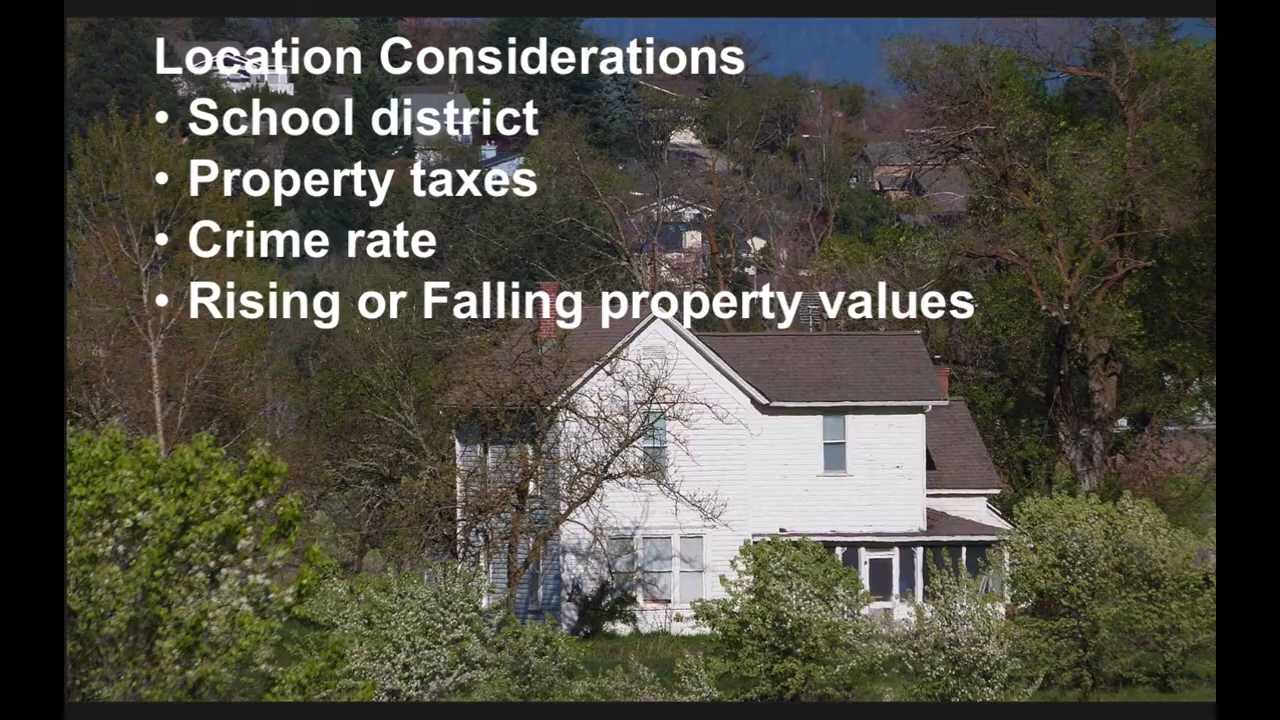 Location Considerations
• School district
• Property taxes
• Crime rate
• Rising or Falling property values